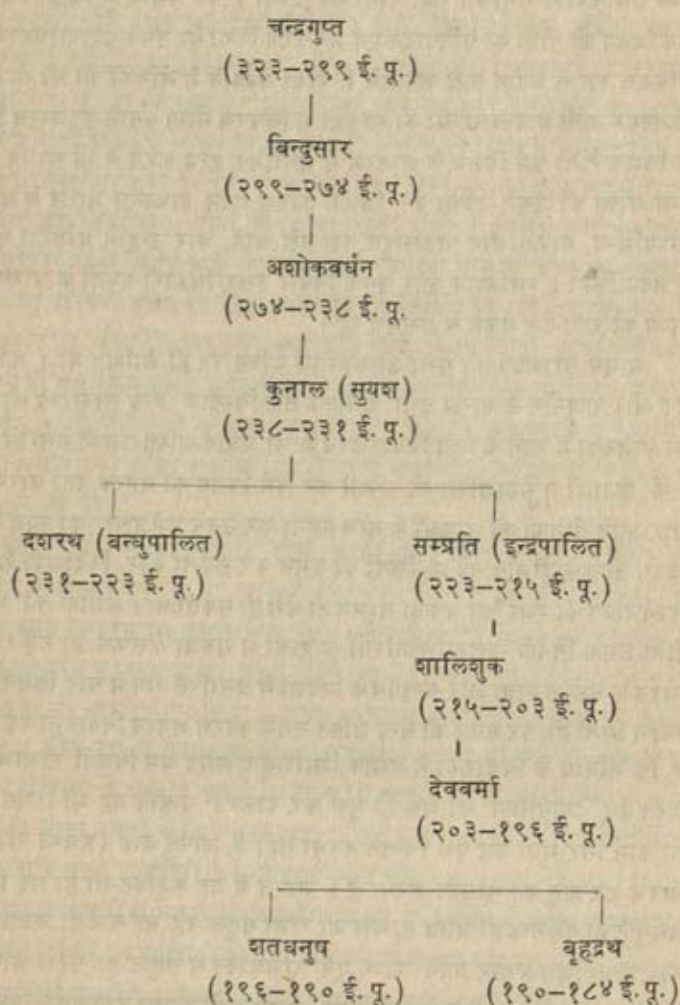 चन्द्रगुप्त
(३२३–२९९ ई. पू.)
बिन्दुसार
(२९९–२७४ ई. पू.)
अशोकवर्धन
(२७४–२३८ ई. पू.
कुनाल (सुयश)
(२३८–२३१ ई. पू.)
दशरथ (बन्धुपालित) सम्प्रति (इन्द्रपालित)
(२३१–२२३ ई. पू.) (२२३–२१५ ई. पू.)
शालिशुक
(२१५–२०३ ई. पू.)
देववर्मा
(२०३–१९६ ई. पू.)
शतधनुष बृहद्रथ
(१९६–१९० ई. पू.) (१९०–१८४ ई. पू.)